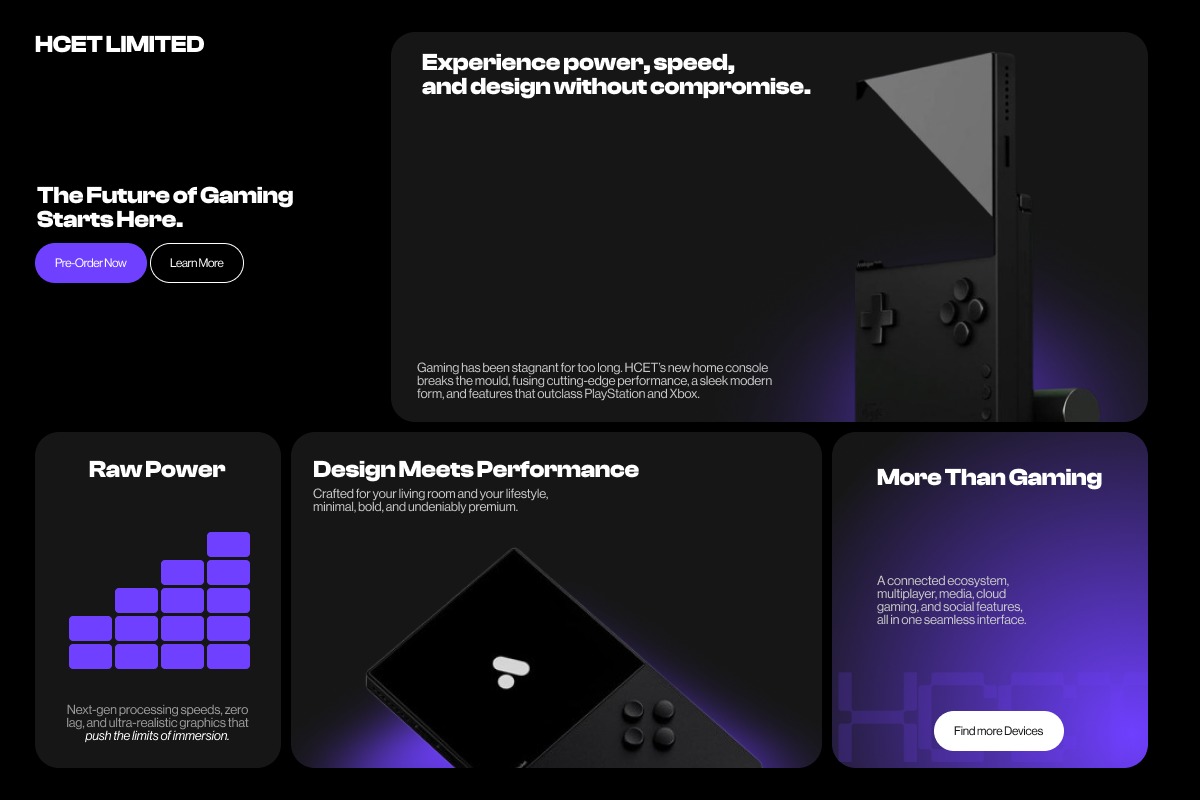 HCET LIMITED
The Future of Gaming
Starts Here.
Pre-Order Now
Learn More
Experience power, speed,
and design without compromise.
Gaming has been stagnant for too long. HCET's new home console
breaks the mould, fusing cutting-edge performance, a sleek modern
form, and features that outclass PlayStation and Xbox.
Raw Power
Next-gen processing speeds, zero
lag, and ultra-realistic graphics that
push the limits of immersion.
Design Meets Performance
Crafted for your living room and your lifestyle,
minimal, bold, and undeniably premium.
More Than Gaming
A connected ecosystem,
multiplayer, media, cloud
gaming, and social features,
all in one seamless interface.
Find more Devices